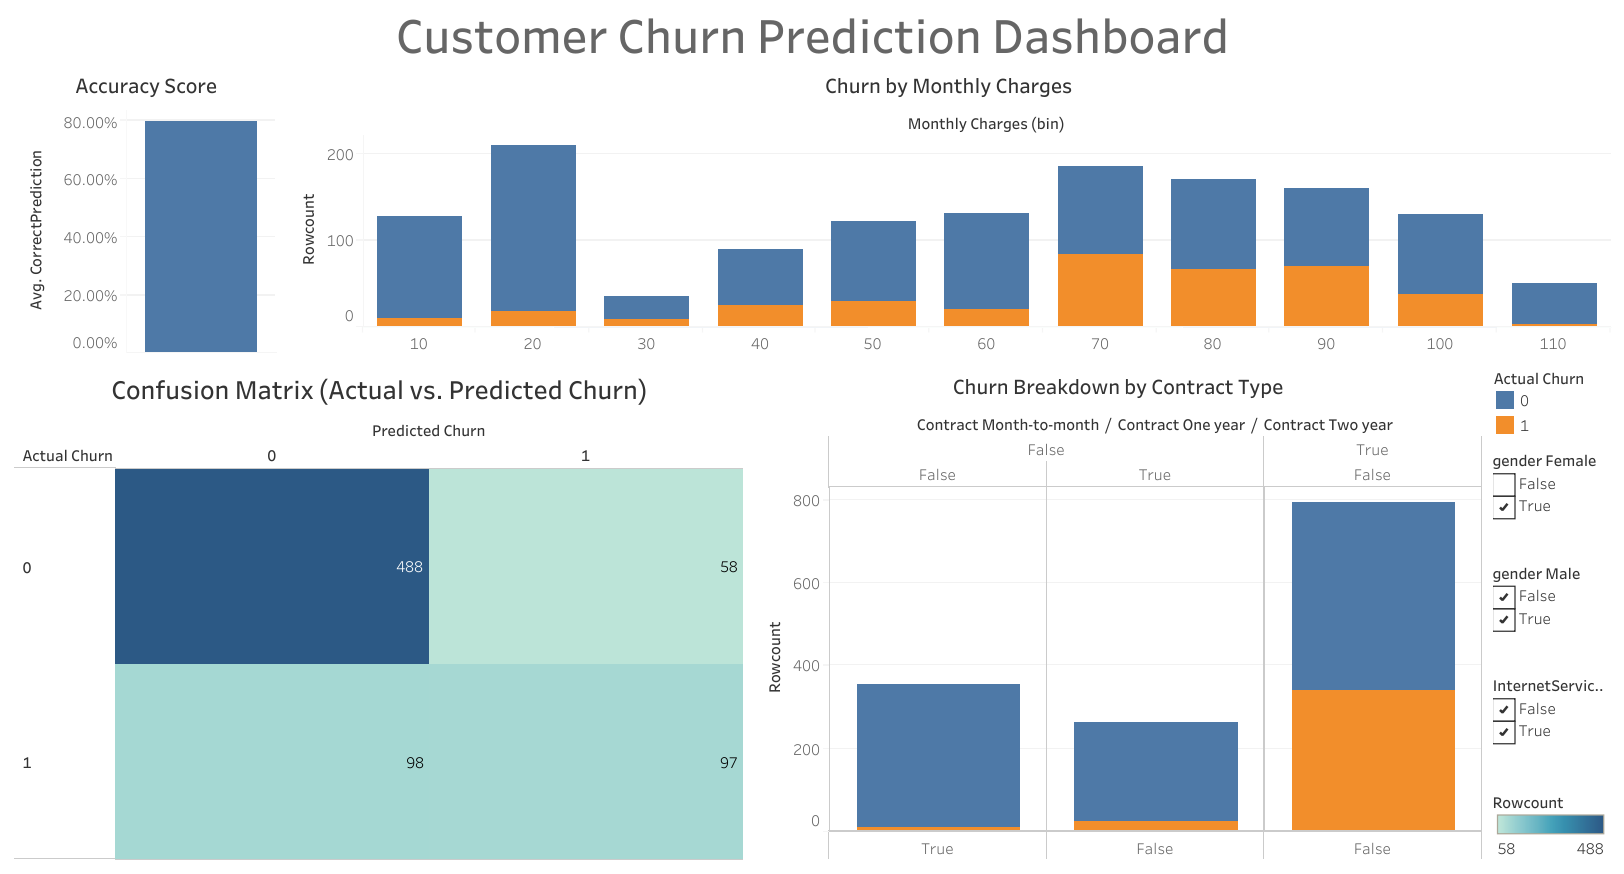 Customer Churn Prediction Dashboard
Accuracy Score
Avg. CorrectPrediction
80.00%
60.00%
40.00%
20.00%
0.00%
Churn by Monthly Charges
Monthly Charges (bin)
Rowcount
200
100
0
10 20 30 40 50 60 70 80 90 100 110
Confusion Matrix (Actual vs. Predicted Churn)
Predicted Churn
Actual Churn 0 1
0 488 58
1 98 97
Churn Breakdown by Contract Type
Contract Month-to-month / Contract One year / Contract Two year
False True
False True False
Rowcount
800
600
400
200
0
True False False
Actual Churn
0
1
gender Female
False
True
gender Male
False
True
InternetServic..
False
True
Rowcount
58 488